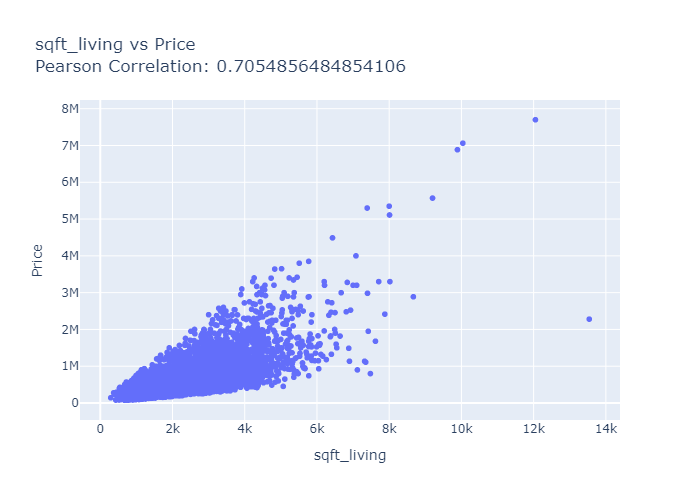 sqft_living vs Price
Pearson Correlation: 0.7054856484854106
8M
7M
6M
5M
4M
3M
2M
1M
0
Price
0 2k 4k 6k 8k 10k 12k 14k
sqft_living